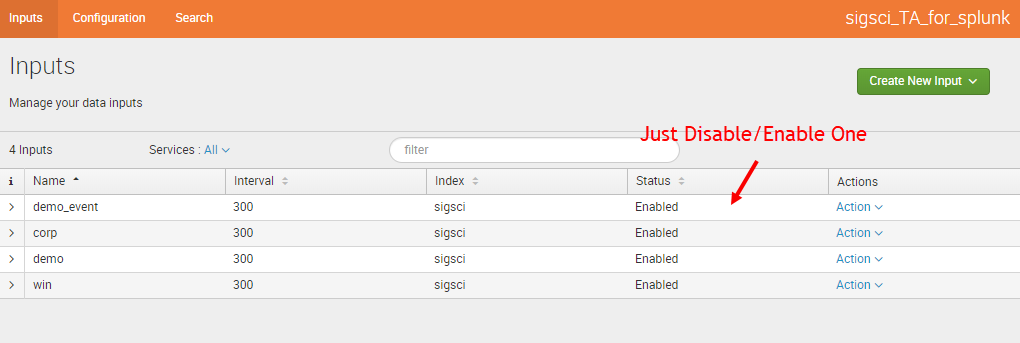 Inputs Configuration Search sigsci_TA_for_splunk
Inputs
Create New Input
Manage your data inputs
Just Disable/Enable One
4 Inputs Services : All filter
i Name Interval Index Status Actions
demo_event 300 sigsci Enabled Action
corp 300 sigsci Enabled Action
demo 300 sigsci Enabled Action
win 300 sigsci Enabled Action